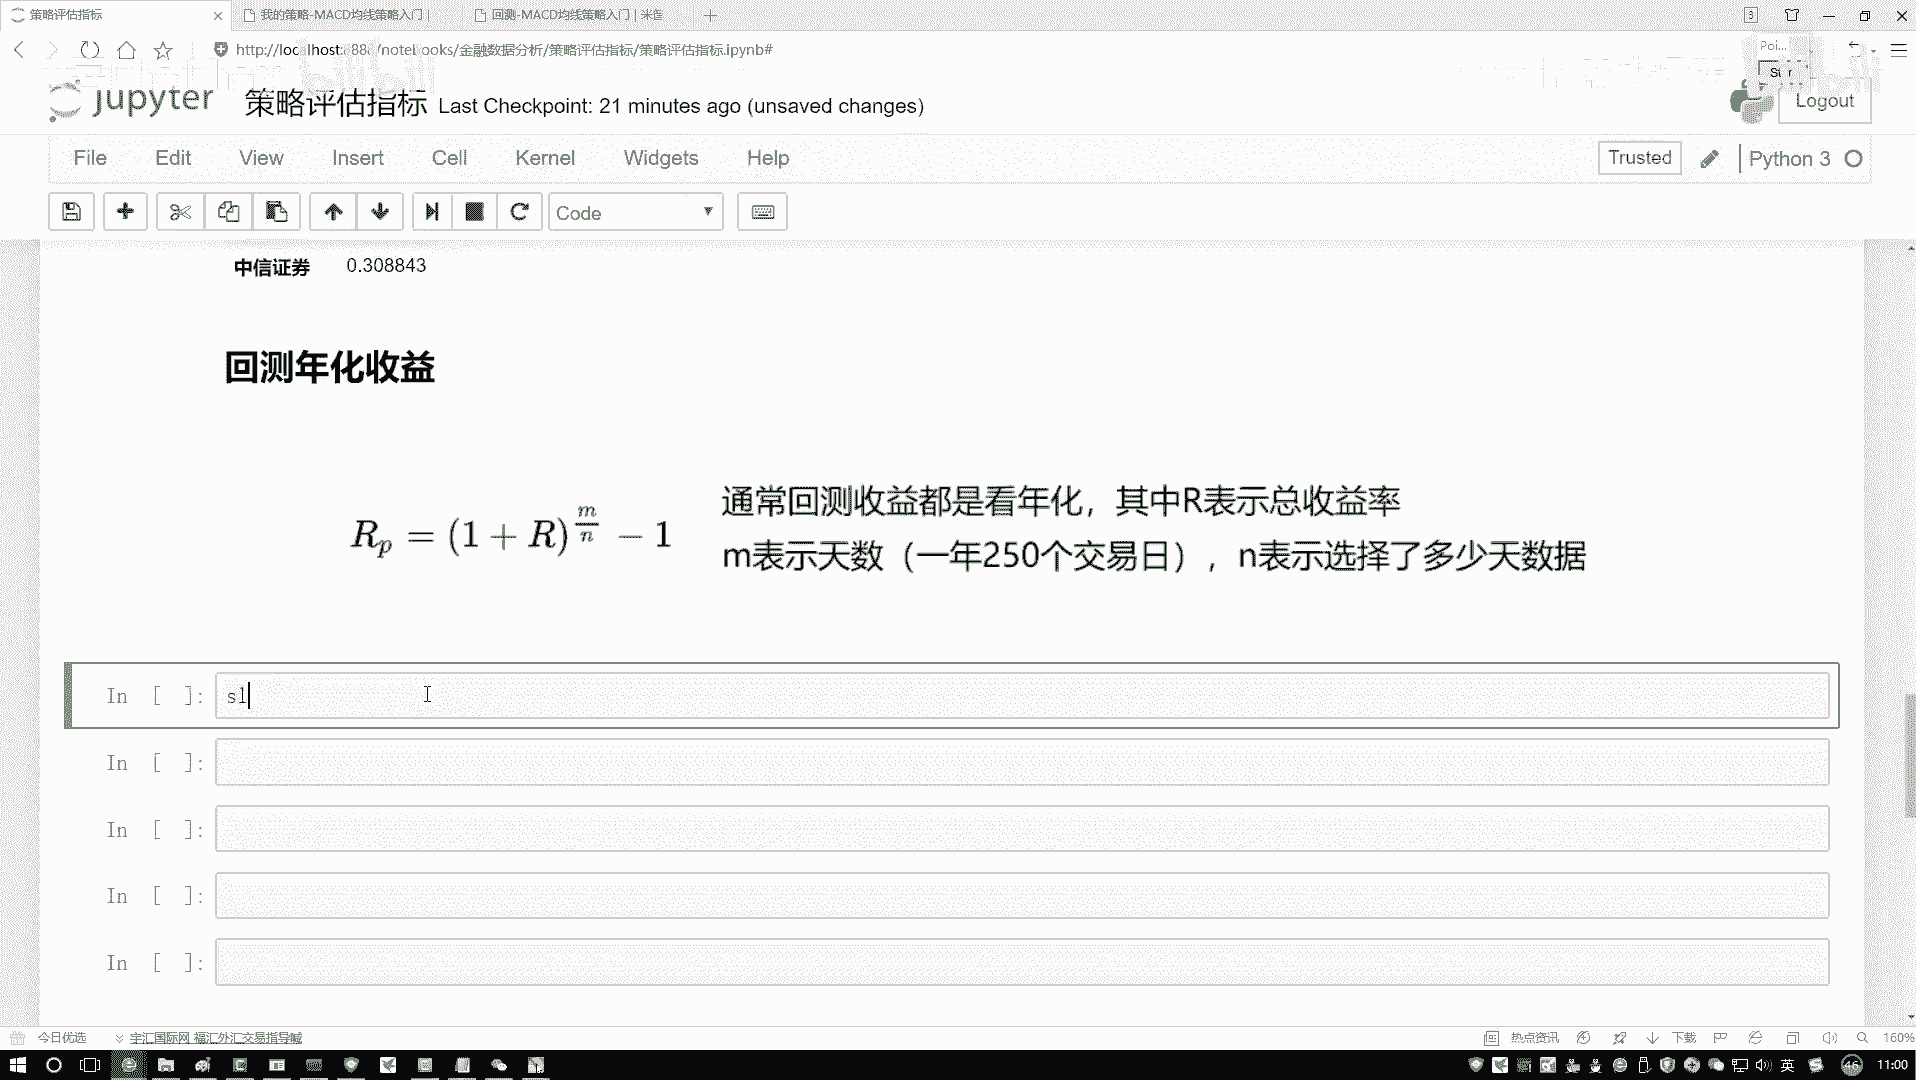 策略评估指标
我的策略-MACD均线策略入门 |
回测-MACD均线策略入门 | 米筐
3
http://localhost:888/notebooks/金融数据分析/策略评估指标/策略评估指标.ipynb#
Poi...
jupyter 策略评估指标 Last Checkpoint: 21 minutes ago (unsaved changes)
Logout
File Edit View Insert Cell Kernel Widgets Help
Trusted Python 3
Code
中信证券 0.308843
回测年化收益
通常回测收益都是看年化，其中R表示总收益率
R_p = (1 + R)^{m/n} − 1
m表示天数（一年250个交易日），n表示选择了多少天数据
In [ ]: sl
In [ ]:
In [ ]:
In [ ]:
In [ ]:
今日优选 宇汇国际网 福汇外汇交易指导喊
热点资讯 下载 160%
英 46 11:00